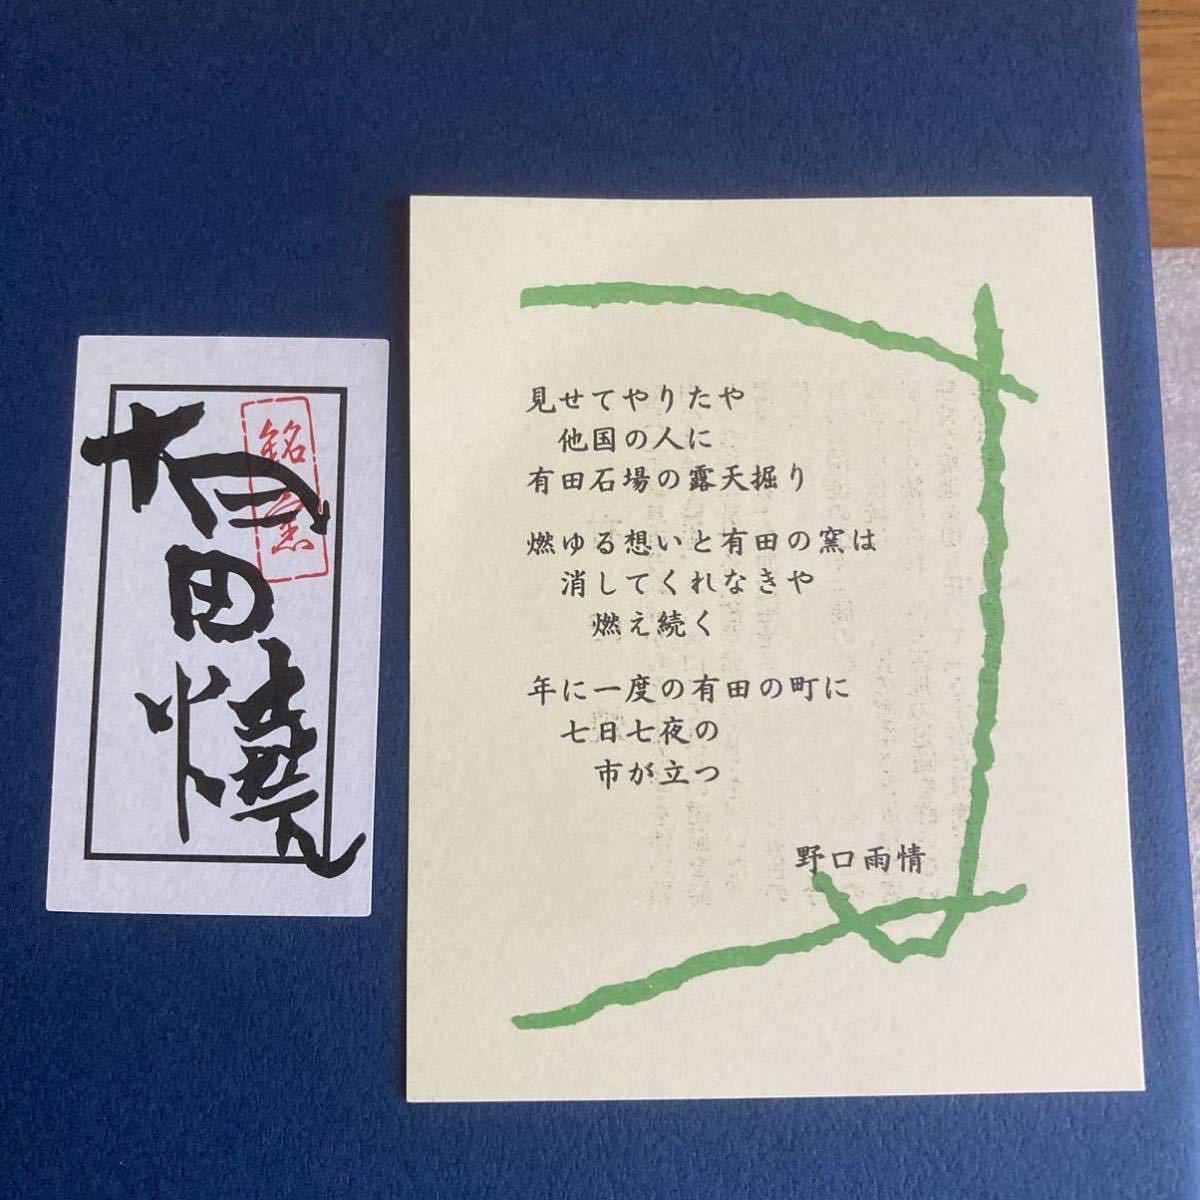 有田焼
銘窯
見せてやりたや
他国の人に
有田石場の露天掘り
燃ゆる想いと有田の窯は
消してくれなきや
燃え続く
年に一度の有田の町に
七日七夜の
市が立つ
野口雨情